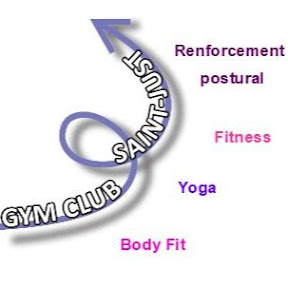 Renforcement
postural
SAINT-JUST
Fitness
GYM CLUB
Yoga
Body Fit